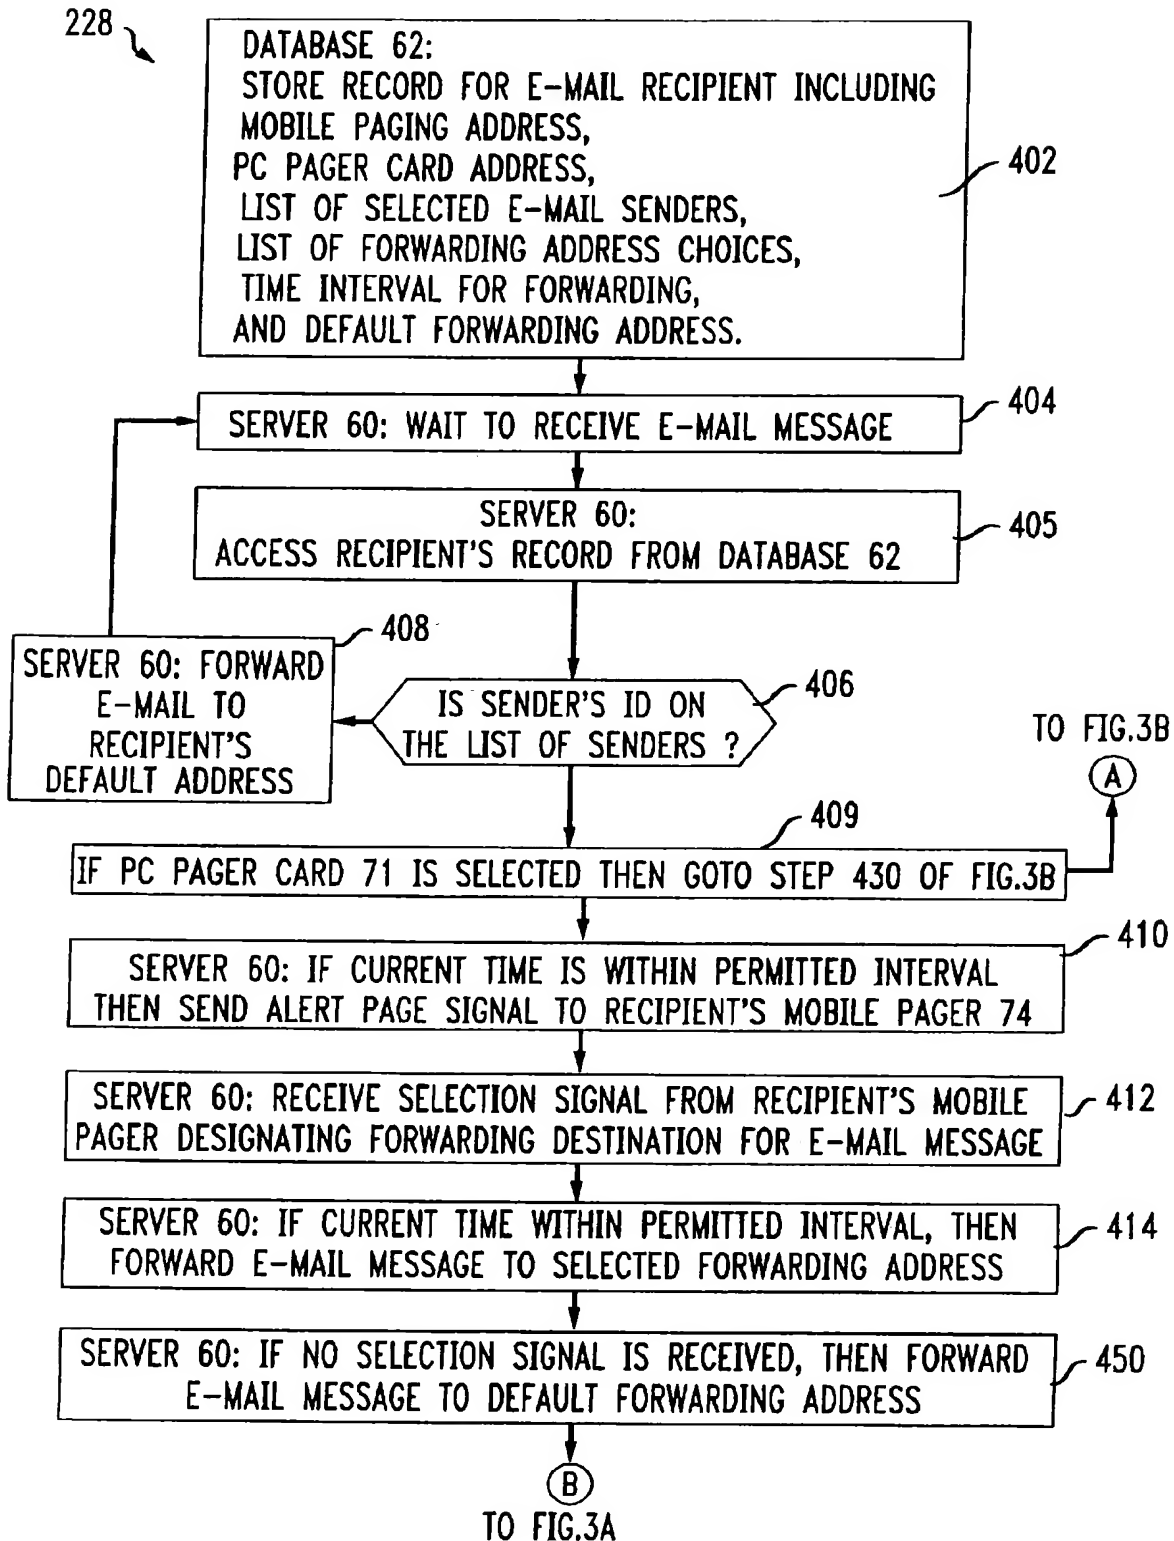 228
DATABASE 62:
STORE RECORD FOR E-MAIL RECIPIENT INCLUDING
MOBILE PAGING ADDRESS,
PC PAGER CARD ADDRESS,
LIST OF SELECTED E-MAIL SENDERS,
LIST OF FORWARDING ADDRESS CHOICES,
TIME INTERVAL FOR FORWARDING,
AND DEFAULT FORWARDING ADDRESS.
402
SERVER 60: WAIT TO RECEIVE E-MAIL MESSAGE
404
SERVER 60:
ACCESS RECIPIENT'S RECORD FROM DATABASE 62
405
408
SERVER 60: FORWARD
E-MAIL TO
RECIPIENT'S
DEFAULT ADDRESS
IS SENDER'S ID ON
THE LIST OF SENDERS ?
406
TO FIG.3B
A
409
IF PC PAGER CARD 71 IS SELECTED THEN GOTO STEP 430 OF FIG.3B
410
SERVER 60: IF CURRENT TIME IS WITHIN PERMITTED INTERVAL
THEN SEND ALERT PAGE SIGNAL TO RECIPIENT'S MOBILE PAGER 74
SERVER 60: RECEIVE SELECTION SIGNAL FROM RECIPIENT'S MOBILE
PAGER DESIGNATING FORWARDING DESTINATION FOR E-MAIL MESSAGE
412
SERVER 60: IF CURRENT TIME WITHIN PERMITTED INTERVAL, THEN
FORWARD E-MAIL MESSAGE TO SELECTED FORWARDING ADDRESS
414
SERVER 60: IF NO SELECTION SIGNAL IS RECEIVED, THEN FORWARD
E-MAIL MESSAGE TO DEFAULT FORWARDING ADDRESS
450
B
TO FIG.3A